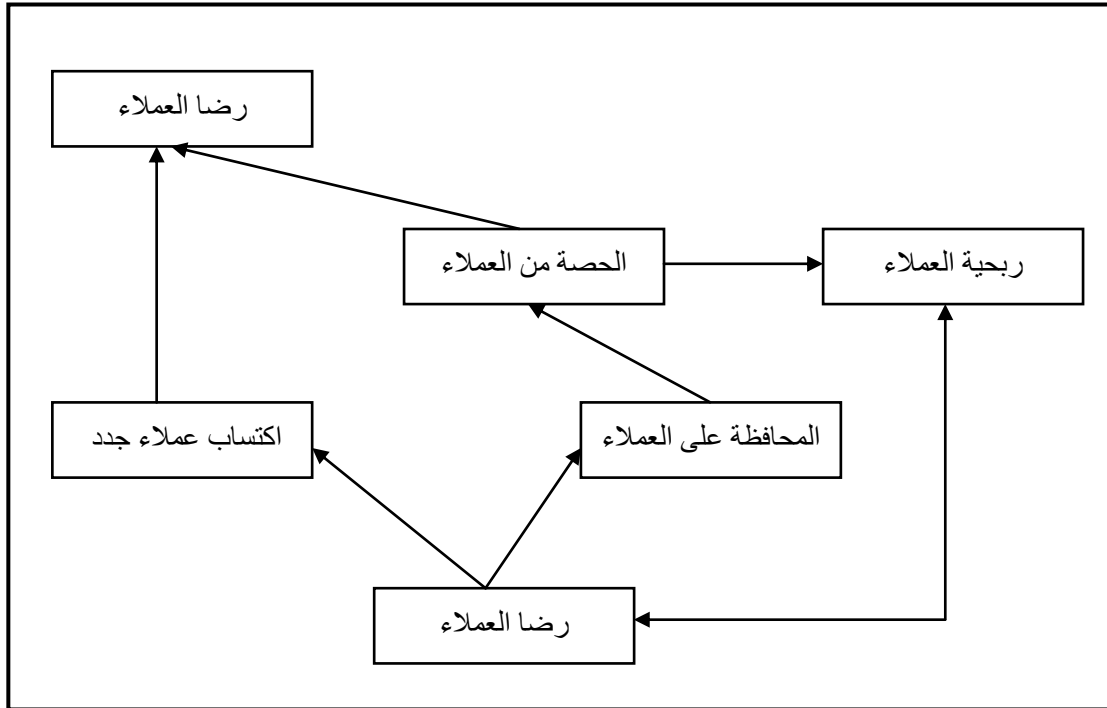 رضا العملاء
الحصة من العملاء
ربحية العملاء
اكتساب عملاء جدد
المحافظة على العملاء
رضا العملاء